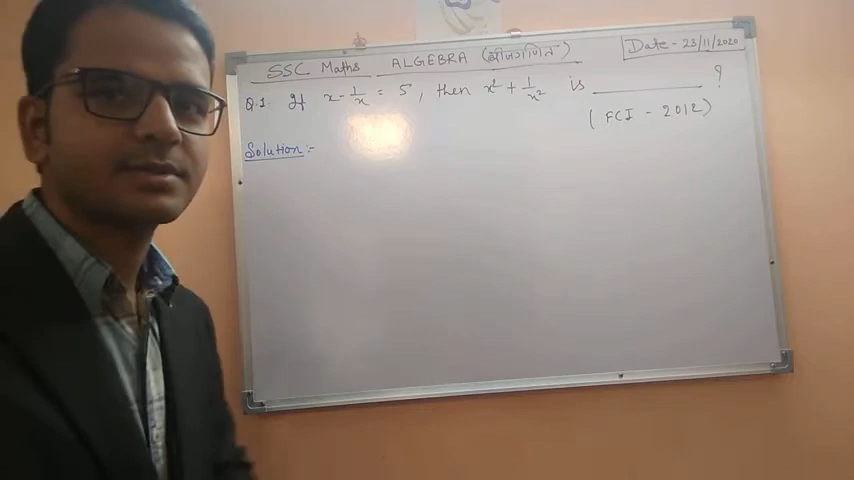 SSC Maths ALGEBRA (बीजगणित) Date - 23/11/2020
Q.1. If x - 1/x = 5, then x² + 1/x² is ________ ?
(FCI - 2012)
Solution :-